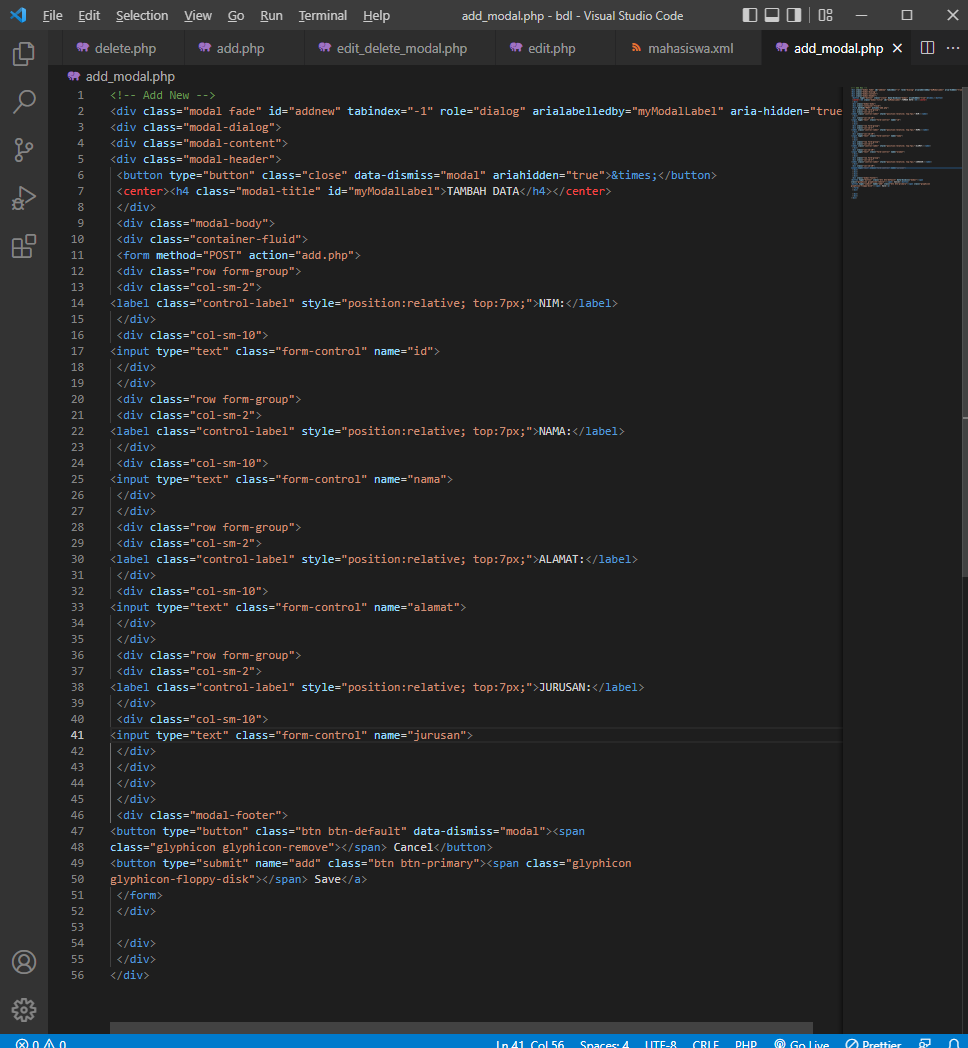 File Edit Selection View Go Run Terminal Help add_modal.php - bdl - Visual Studio Code
delete.php add.php edit_delete_modal.php edit.php mahasiswa.xml add_modal.php
add_modal.php
1 <!-- Add New -->
2 <div class="modal fade" id="addnew" tabindex="-1" role="dialog" arialabelledby="myModalLabel" aria-hidden="true
3 <div class="modal-dialog">
4 <div class="modal-content">
5 <div class="modal-header">
6 <button type="button" class="close" data-dismiss="modal" ariahidden="true">&times;</button>
7 <center><h4 class="modal-title" id="myModalLabel">TAMBAH DATA</h4></center>
8 </div>
9 <div class="modal-body">
10 <div class="container-fluid">
11 <form method="POST" action="add.php">
12 <div class="row form-group">
13 <div class="col-sm-2">
14 <label class="control-label" style="position:relative; top:7px;">NIM:</label>
15 </div>
16 <div class="col-sm-10">
17 <input type="text" class="form-control" name="id">
18 </div>
19 </div>
20 <div class="row form-group">
21 <div class="col-sm-2">
22 <label class="control-label" style="position:relative; top:7px;">NAMA:</label>
23 </div>
24 <div class="col-sm-10">
25 <input type="text" class="form-control" name="nama">
26 </div>
27 </div>
28 <div class="row form-group">
29 <div class="col-sm-2">
30 <label class="control-label" style="position:relative; top:7px;">ALAMAT:</label>
31 </div>
32 <div class="col-sm-10">
33 <input type="text" class="form-control" name="alamat">
34 </div>
35 </div>
36 <div class="row form-group">
37 <div class="col-sm-2">
38 <label class="control-label" style="position:relative; top:7px;">JURUSAN:</label>
39 </div>
40 <div class="col-sm-10">
41 <input type="text" class="form-control" name="jurusan">
42 </div>
43 </div>
44 </div>
45 </div>
46 <div class="modal-footer">
47 <button type="button" class="btn btn-default" data-dismiss="modal"><span
48 class="glyphicon glyphicon-remove"></span> Cancel</button>
49 <button type="submit" name="add" class="btn btn-primary"><span class="glyphicon
50 glyphicon-floppy-disk"></span> Save</a>
51 </form>
52 </div>
53
54 </div>
55 </div>
56 </div>
0 0 Ln 41, Col 56 Spaces: 4 UTF-8 CRLF PHP Go Live Prettier